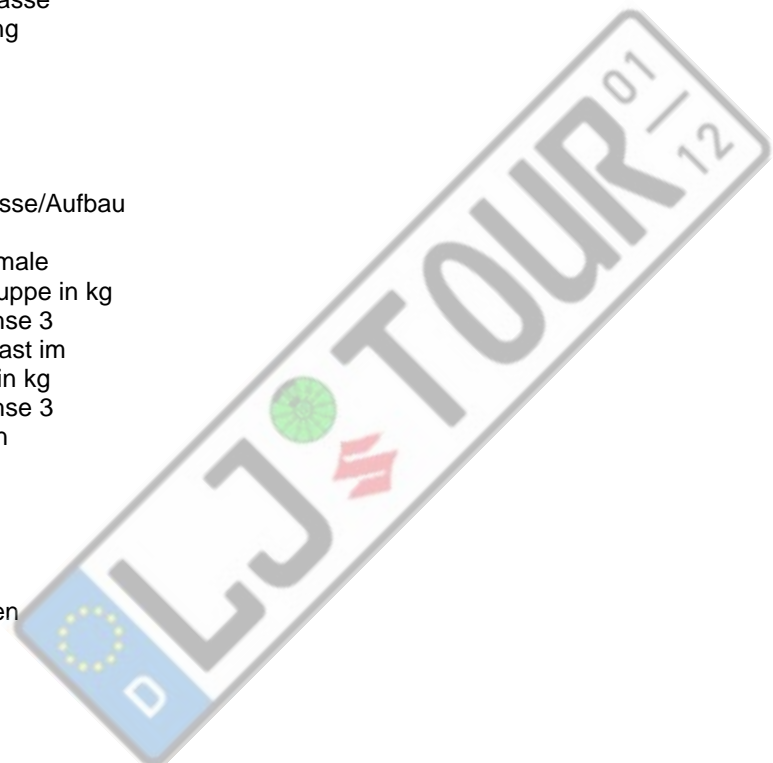 ng
sse/Aufbau
male
uppe in kg
nse 3
ast im
in kg
nse 3
n
en
LJ TOUR
01
12
D